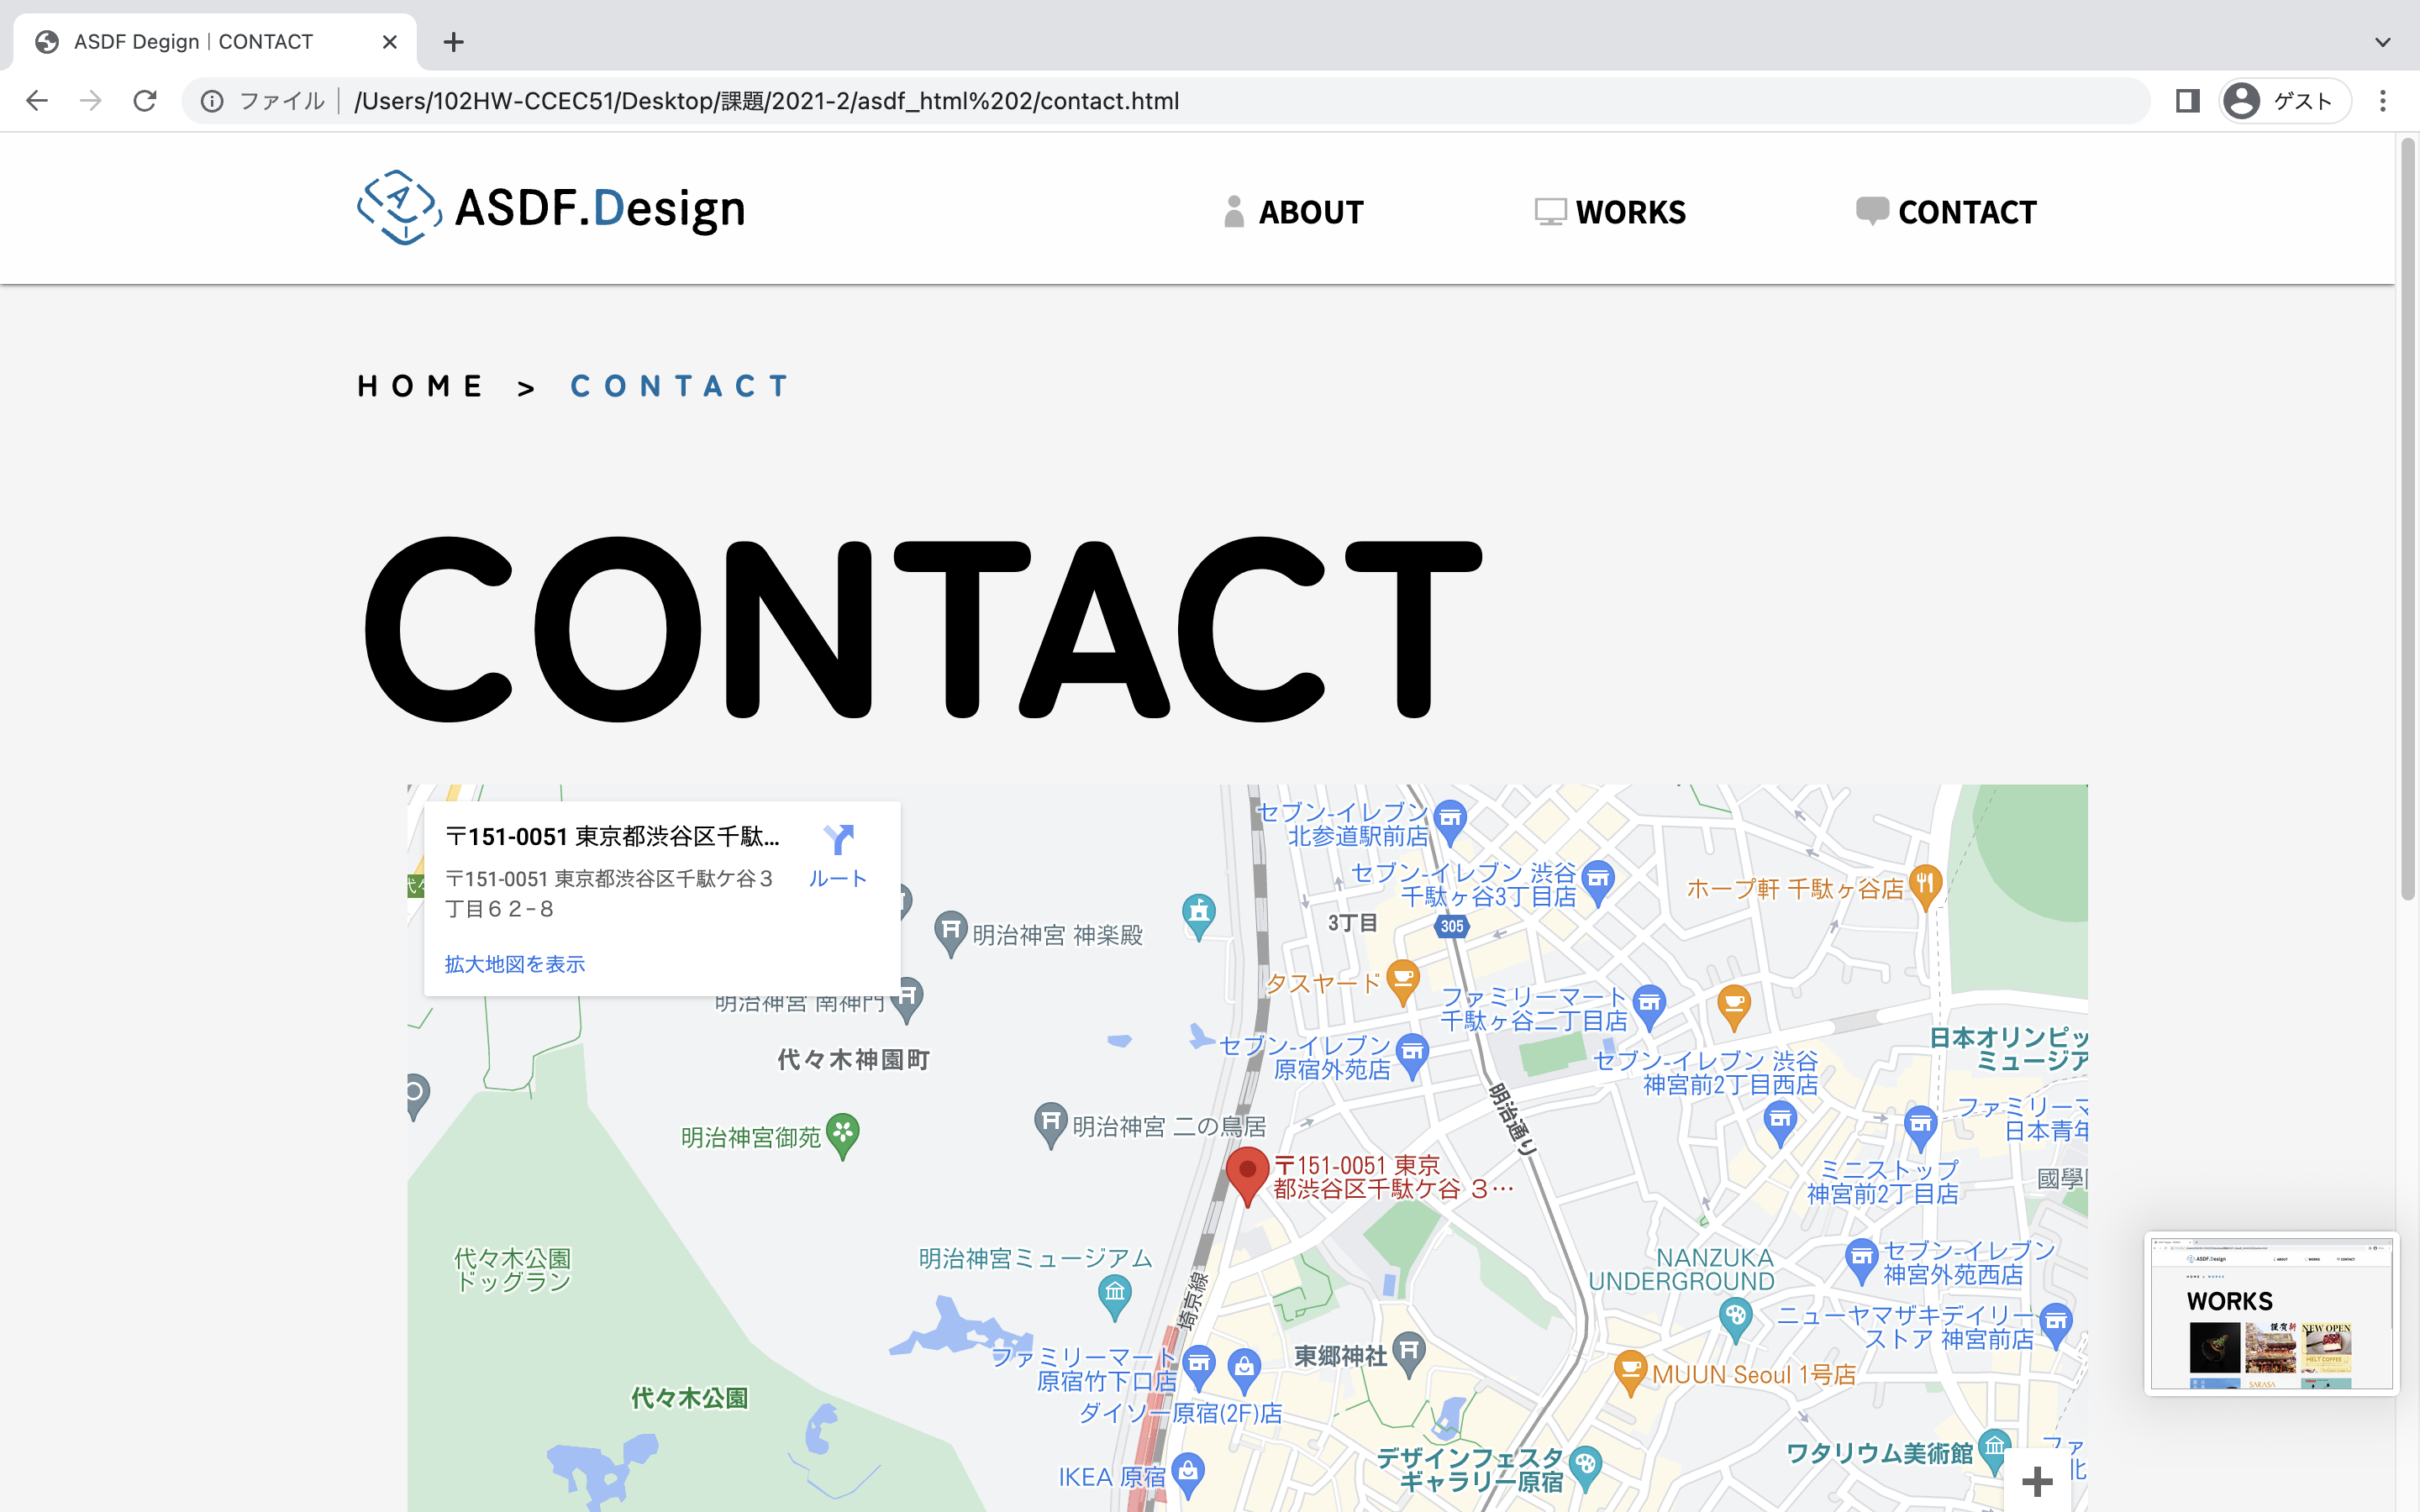 ASDF Degign｜CONTACT
ファイル
/Users/102HW-CCEC51/Desktop/課題/2021-2/asdf_html%202/contact.html
ゲスト
ASDF.Design
ABOUT
WORKS
CONTACT
HOME > CONTACT
CONTACT
〒151-0051 東京都渋谷区千駄...
ルート
〒151-0051 東京都渋谷区千駄ケ谷３
丁目６２−８
拡大地図を表示
セブン-イレブン
北参道駅前店
セブン-イレブン 渋谷
千駄ヶ谷3丁目店
ホープ軒 千駄ヶ谷店
3丁目
305
明治神宮 神楽殿
タスヤード
ファミリーマート
千駄ヶ谷二丁目店
明治神宮 南神門
代々木神園町
セブン-イレブン
原宿外苑店
セブン-イレブン 渋谷
神宮前2丁目西店
日本オリンピッ
ミュージア
明治通り
ファミリーマ
日本青年
明治神宮御苑
明治神宮 二の鳥居
〒151-0051 東京
都渋谷区千駄ケ谷 ３…
ミニストップ
神宮前2丁目店
國學
代々木公園
ドッグラン
明治神宮ミュージアム
埼京線
NANZUKA
UNDERGROUND
セブン-イレブン
神宮外苑西店
ニューヤマザキデイリー
ストア 神宮前店
ファミリーマート
原宿竹下口店
東郷神社
MUUN Seoul 1号店
代々木公園
ダイソー原宿(2F)店
IKEA 原宿
デザインフェスタ
ギャラリー原宿
ワタリウム美術館
ファ
北
ASDF.Design
ABOUT
WORKS
CONTACT
WORKS
謹賀新
NEW OPEN
MELT COFFEE
SAKASA